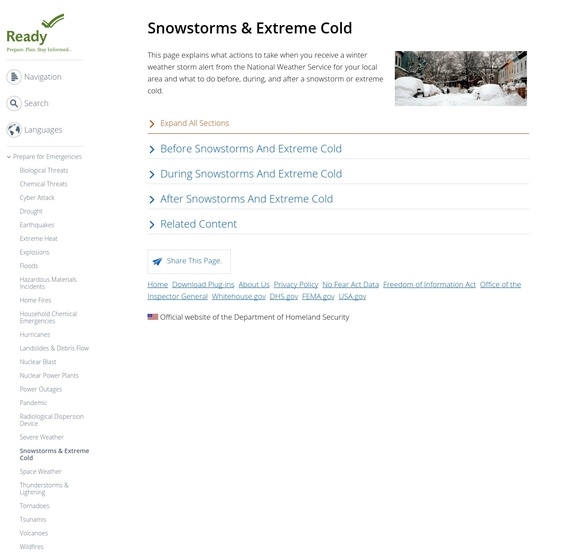 Ready
Prepare. Plan. Stay Informed.
Navigation
Search
Languages
Prepare for Emergencies
Biological Threats
Chemical Threats
Cyber Attack
Drought
Earthquakes
Extreme Heat
Explosions
Floods
Hazardous Materials
Incidents
Home Fires
Household Chemical
Emergencies
Hurricanes
Landslides & Debris Flow
Nuclear Blast
Nuclear Power Plants
Power Outages
Pandemic
Radiological Dispersion
Device
Severe Weather
Snowstorms & Extreme
Cold
Space Weather
Thunderstorms &
Lightning
Tornadoes
Tsunamis
Volcanoes
Wildfires
Snowstorms & Extreme Cold
This page explains what actions to take when you receive a winter
weather storm alert from the National Weather Service for your local
area and what to do before, during, and after a snowstorm or extreme
cold.
Expand All Sections
Before Snowstorms And Extreme Cold
During Snowstorms And Extreme Cold
After Snowstorms And Extreme Cold
Related Content
Share This Page.
Home Download Plug-ins About Us Privacy Policy No Fear Act Data Freedom of Information Act Office of the
Inspector General Whitehouse.gov DHS.gov FEMA.gov USA.gov
Official website of the Department of Homeland Security